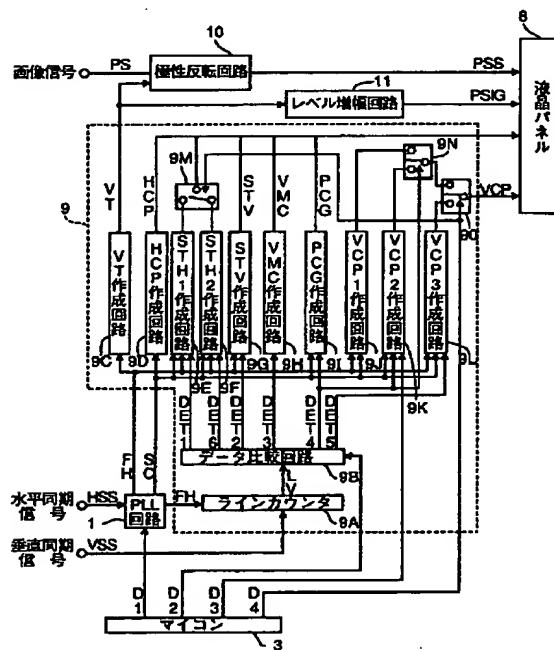 8
10
画像信号
PS
極性反転回路
PSS
11
レベル増幅回路
PSIG
液晶パネル
9
9M
9N
VT
HCP
STV
VMC
PCG
VCP
9O
VT作成回路
HCP作成回路
STH1作成回路
STH2作成回路
STV作成回路
VMC作成回路
PCG作成回路
VCP1作成回路
VCP2作成回路
VCP3作成回路
9C
9D
9E
9F
9G
9H
9I
9J
9K
9L
DET1
DET6
DET2
DET3
DET4
DET5
データ比較回路
9B
FH
SC
LV
水平同期信号
HSS
PLL回路
1
FH
ラインカウンタ
9A
垂直同期信号
VSS
D1
D2
D3
D4
マイコン
3